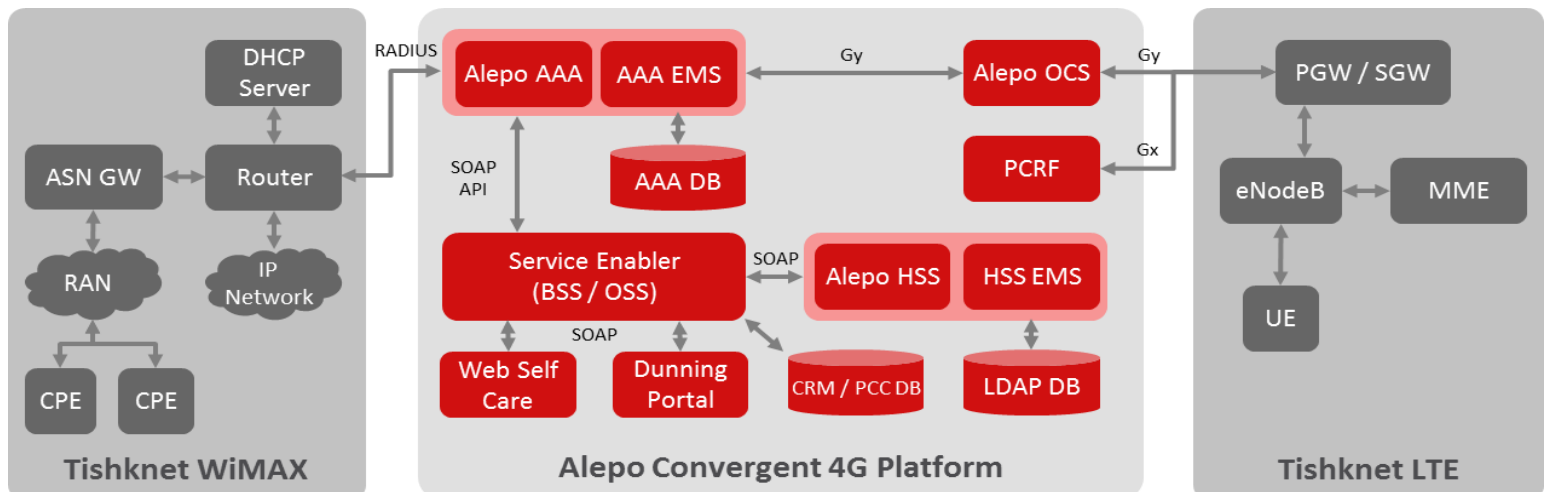 DHCP
Server
ASN GW
Router
RAN
IP
Network
CPE
CPE
Tishknet WiMAX
RADIUS
Alepo AAA
AAA EMS
Gy
Alepo OCS
Gy
SOAP
API
AAA DB
PCRF
Gx
Service Enabler
(BSS / OSS)
SOAP
Alepo HSS
HSS EMS
SOAP
Web Self
Care
Dunning
Portal
CRM / PCC DB
LDAP DB
Alepo Convergent 4G Platform
PGW / SGW
eNodeB
MME
UE
Tishknet LTE